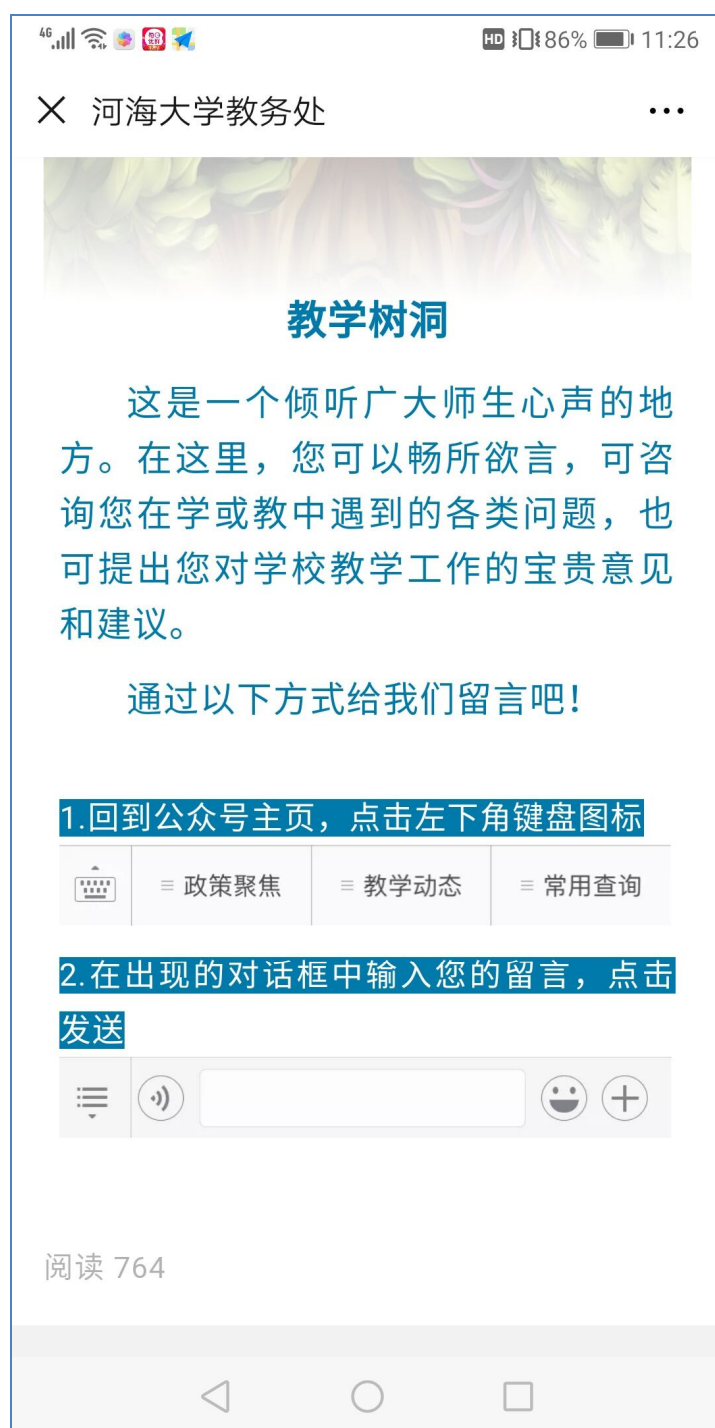 4G
HD 86% 11:26
河海大学教务处
教学树洞
这是一个倾听广大师生心声的地
方。在这里，您可以畅所欲言，可咨
询您在学或教中遇到的各类问题，也
可提出您对学校教学工作的宝贵意见
和建议。
通过以下方式给我们留言吧！
1.回到公众号主页，点击左下角键盘图标
政策聚焦
教学动态
常用查询
2.在出现的对话框中输入您的留言，点击
发送
阅读 764